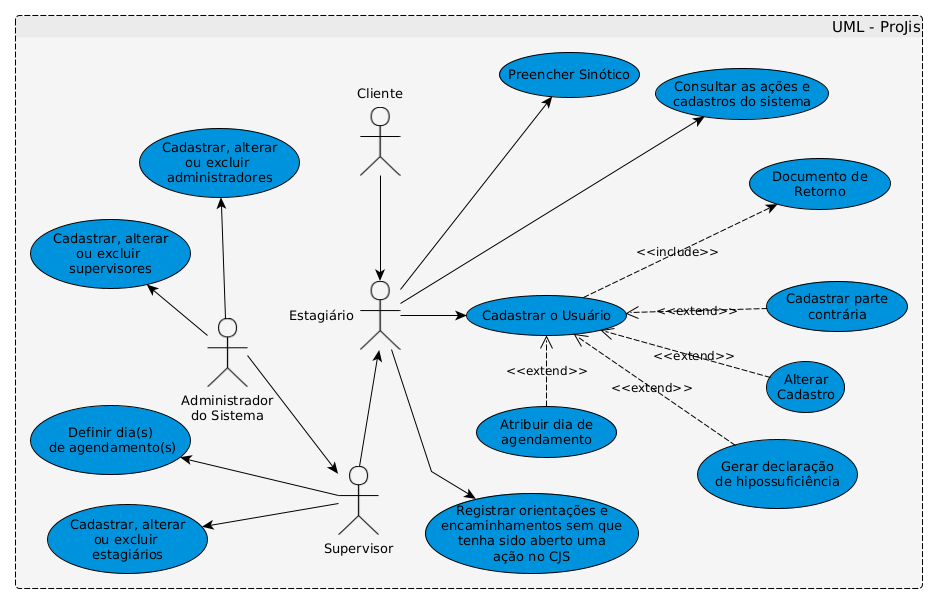 UML - ProJis
Preencher Sinótico
Consultar as ações e
cadastros do sistema
Cliente
Cadastrar, alterar
ou excluir
administradores
Documento de
Retorno
Cadastrar, alterar
ou excluir
supervisores
<<include>>
Estagiário
Cadastrar o Usuário
<<extend>>
Cadastrar parte
contrária
<<extend>>
Alterar
Cadastro
<<extend>>
<<extend>>
Administrador
do Sistema
Atribuir dia de
agendamento
Definir dia(s)
de agendamento(s)
Gerar declaração
de hipossuficiência
Cadastrar, alterar
ou excluir
estagiários
Supervisor
Registrar orientações e
encaminhamentos sem que
tenha sido aberto uma
ação no CJS